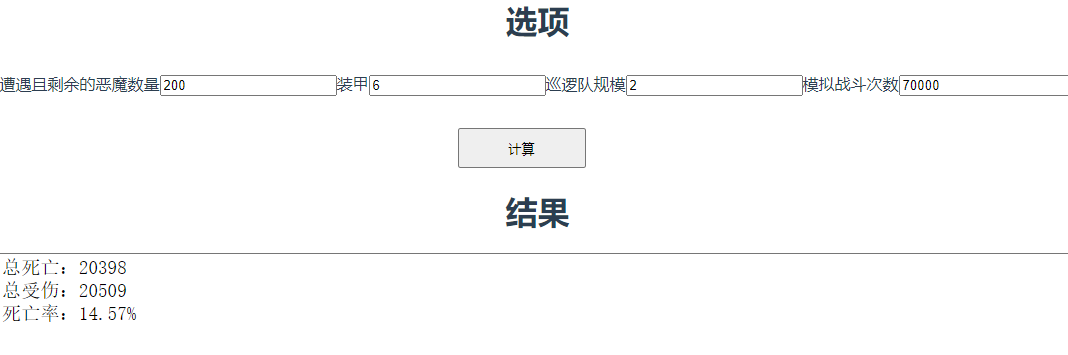 选项
遭遇且剩余的恶魔数量200装甲6巡逻队规模2模拟战斗次数70000
计算
结果
总死亡：20398
总受伤：20509
死亡率：14.57%